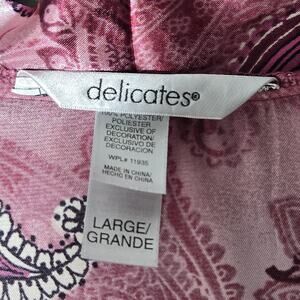 delicates®
100% POLYESTER/
POLIESTER
EXCLUSIVE OF
DECORATION/
EXCLUSIVO DE
DECORACION
WPL# 11935
MADE IN CHINA/
HECHO EN CHINA
LARGE/
GRANDE